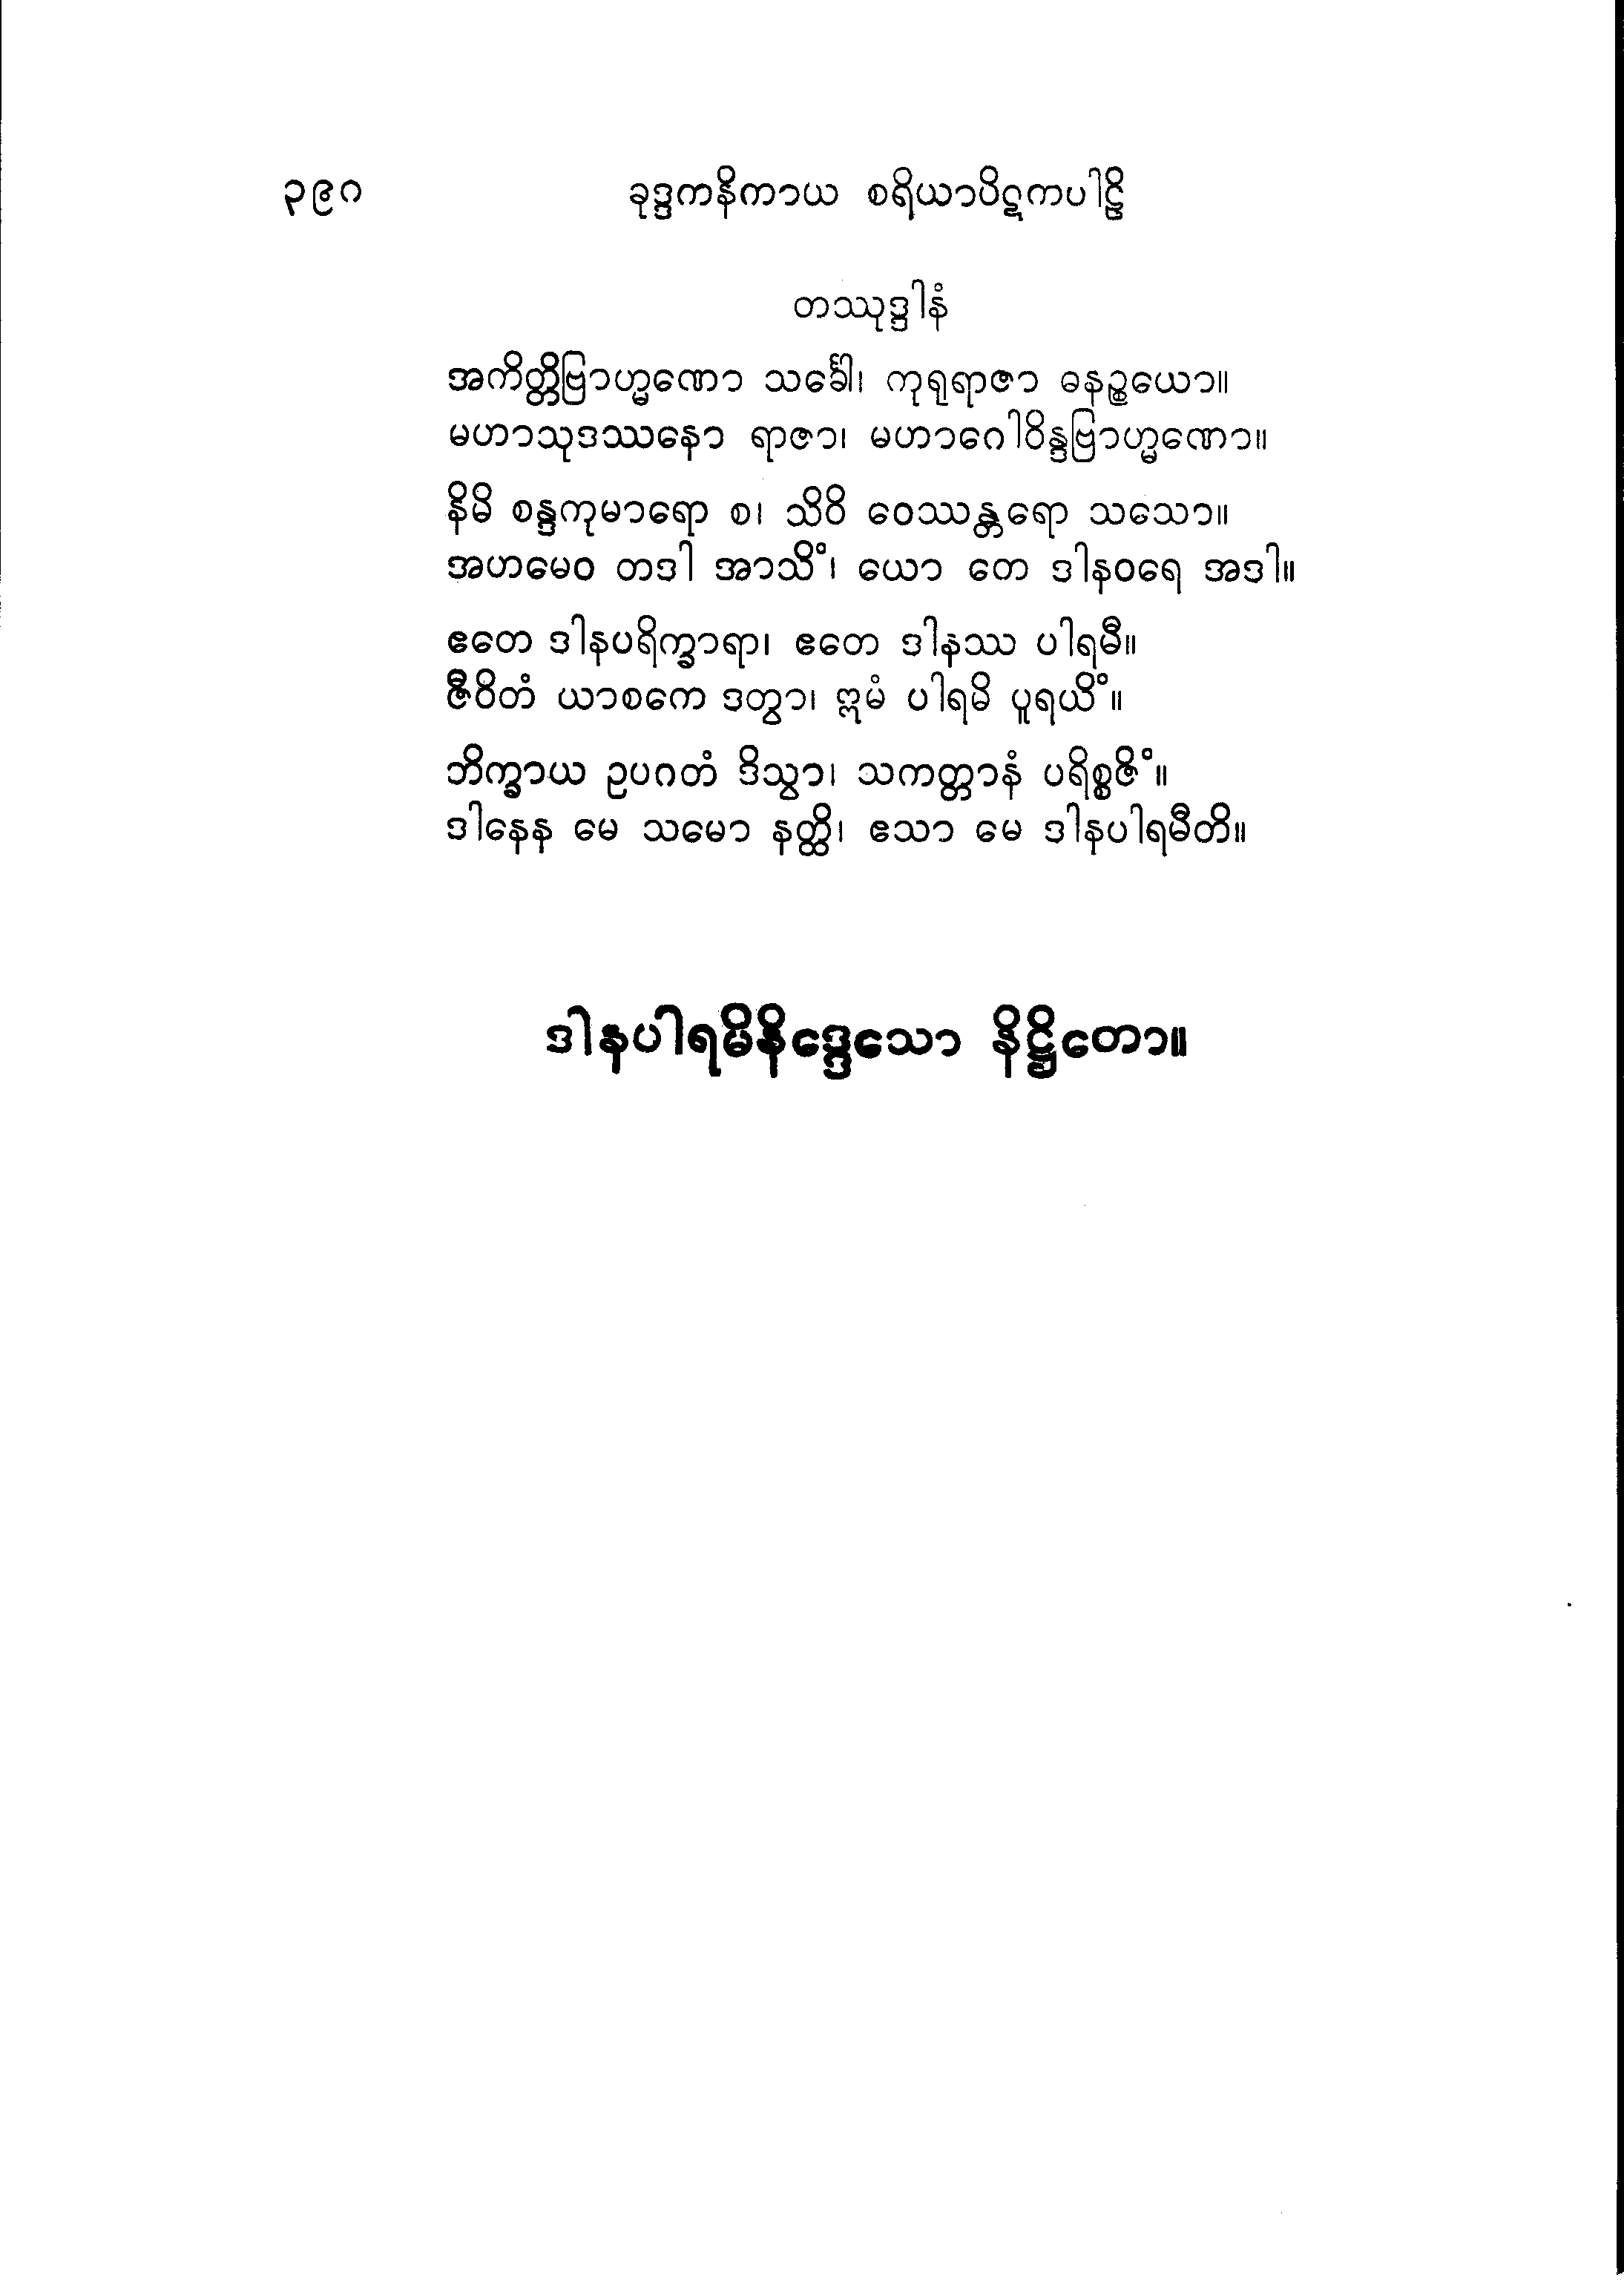 ၃၉ဂ ခုဒ္ဒကနိကာယ စရိယာပိဋကပါဠိ
တဿုဒ္ဒါနံ
အကိတ္တိဗြာဟ္မဏော သင်္ခေါ၊ ကုရုရာဇာ ဓနဉ္စယော။
မဟာသုဒဿနော ရာဇာ၊ မဟာဂေါဝိန္ဒဗြာဟ္မဏော။
နိမိ စန္ဒကုမာရော စ၊ သိဝိ ဝေဿန္တရော သသော။
အဟမေဝ တဒါ အာသိံ၊ ယော တေ ဒါနဝရေ အဒါ။
ဧတေ ဒါနပရိက္ခာရာ၊ ဧတေ ဒါနဿ ပါရမီ။
ဇီဝိတံ ယာစကေ ဒတွာ၊ ဣမံ ပါရမိ ပူရယိံ။
ဘိက္ခာယ ဥပဂတံ ဒိသွာ၊ သကတ္တာနံ ပရိစ္စဇိံ။
ဒါနေန မေ သမော နတ္ထိ၊ ဧသာ မေ ဒါနပါရမီတိ။
ဒါနပါရမိနိဒ္ဒေသော နိဋ္ဌိတော။